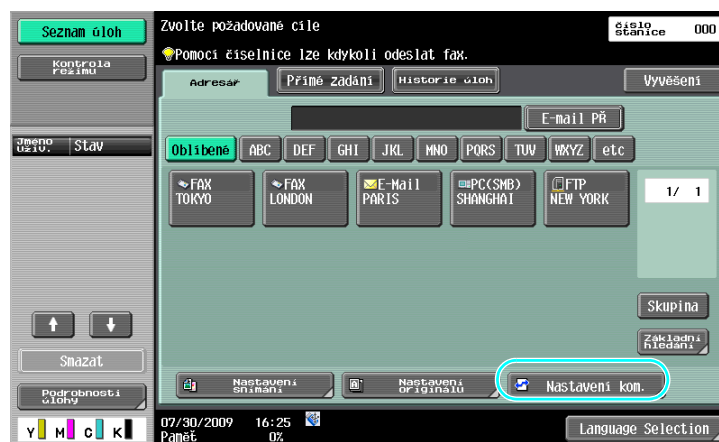 Seznam úloh
Kontrola
režimu
Jméno
uživ.
Stav
Smazat
Podrobnosti
úlohy
Y M C K
Zvolte požadované cíle
číslo
stanice
000
Pomocí číselnice lze kdykoli odeslat fax.
Adresář
Přímé zadání
Historie úloh
Vyvěšení
E-mail PŘ
Oblíbené
ABC
DEF
GHI
JKL
MNO
PQRS
TUV
WXYZ
etc
FAX
TOKYO
FAX
LONDON
E-Mail
PARIS
PC(SMB)
SHANGHAI
FTP
NEW YORK
1/ 1
Skupina
Základní
hledání
Nastavení
snímání
Nastavení
originálu
Nastavení kom.
07/30/2009 16:25
Paměť 0%
Language Selection